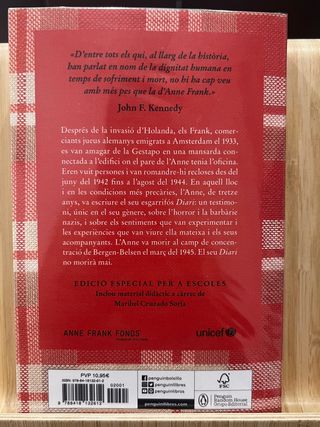 «D'entre tots els qui, al llarg de la història,
han parlat en nom de la dignitat humana en
temps de sofriment i mort, no hi ha cap veu
amb més pes que la d'Anne Frank.»
John F. Kennedy
Després de la invasió d'Holanda, els Frank, comer-
ciants jueus alemanys emigrats a Amsterdam el 1933,
es van amagar de la Gestapo en una mansarda con-
nectada a l'edifici on el pare de l'Anne tenia l'oficina.
Eren vuit persones i van romandre-hi recloses des del
juny del 1942 fins a l'agost del 1944. En aquell lloc
i en les condicions més precàries, l'Anne, de tretze
anys, va escriure el seu esgarrifós Diari: un testimo-
ni, únic en el seu gènere, sobre l'horror i la barbàrie
nazis, i sobre els sentiments que van experimentar i
les experiències que van viure ella mateixa i els seus
acompanyants. L'Anne va morir al camp de concen-
tració de Bergen-Belsen el març del 1945. El seu Diari
no morirà mai.
EDICIÓ ESPECIAL PER A ESCOLES
Inclou material didàctic a càrrec de
Maribel Cruzado Soria
ANNE FRANK FONDS
unicef
PVP 10,95€
02001
penguinbolsillo
penguinllibres
penguinlibros
penguinllibres.com
FSC
Penguin
Random House
Grupo Editorial